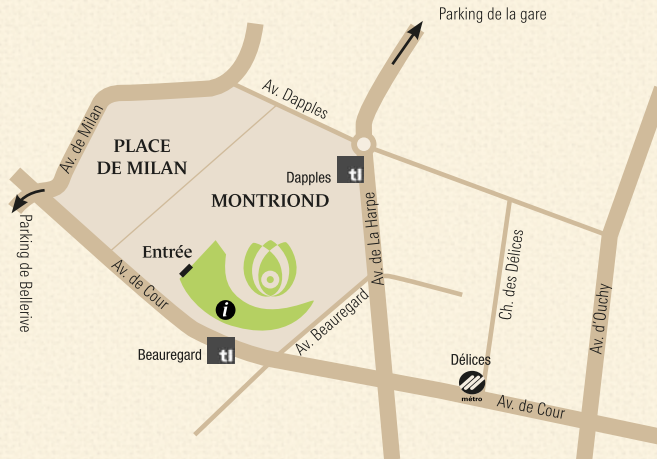 Parking de la gare
Av. Dapples
Av. de Milan
PLACE
DE MILAN
Dapples
tl
MONTRIOND
Av. de La Harpe
Parking de Bellerive
Entrée
Av. de Cour
i
Ch. des Délices
Av. d'Ouchy
Av. Beauregard
Beauregard
tl
Délices
métro
Av. de Cour